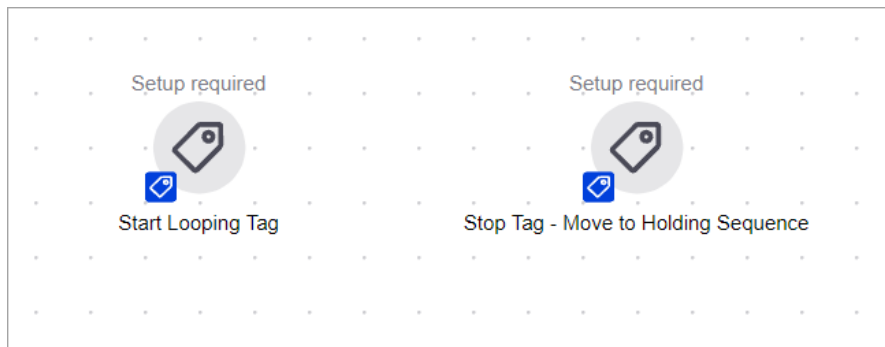 Setup required
Setup required
Start Looping Tag
Stop Tag - Move to Holding Sequence